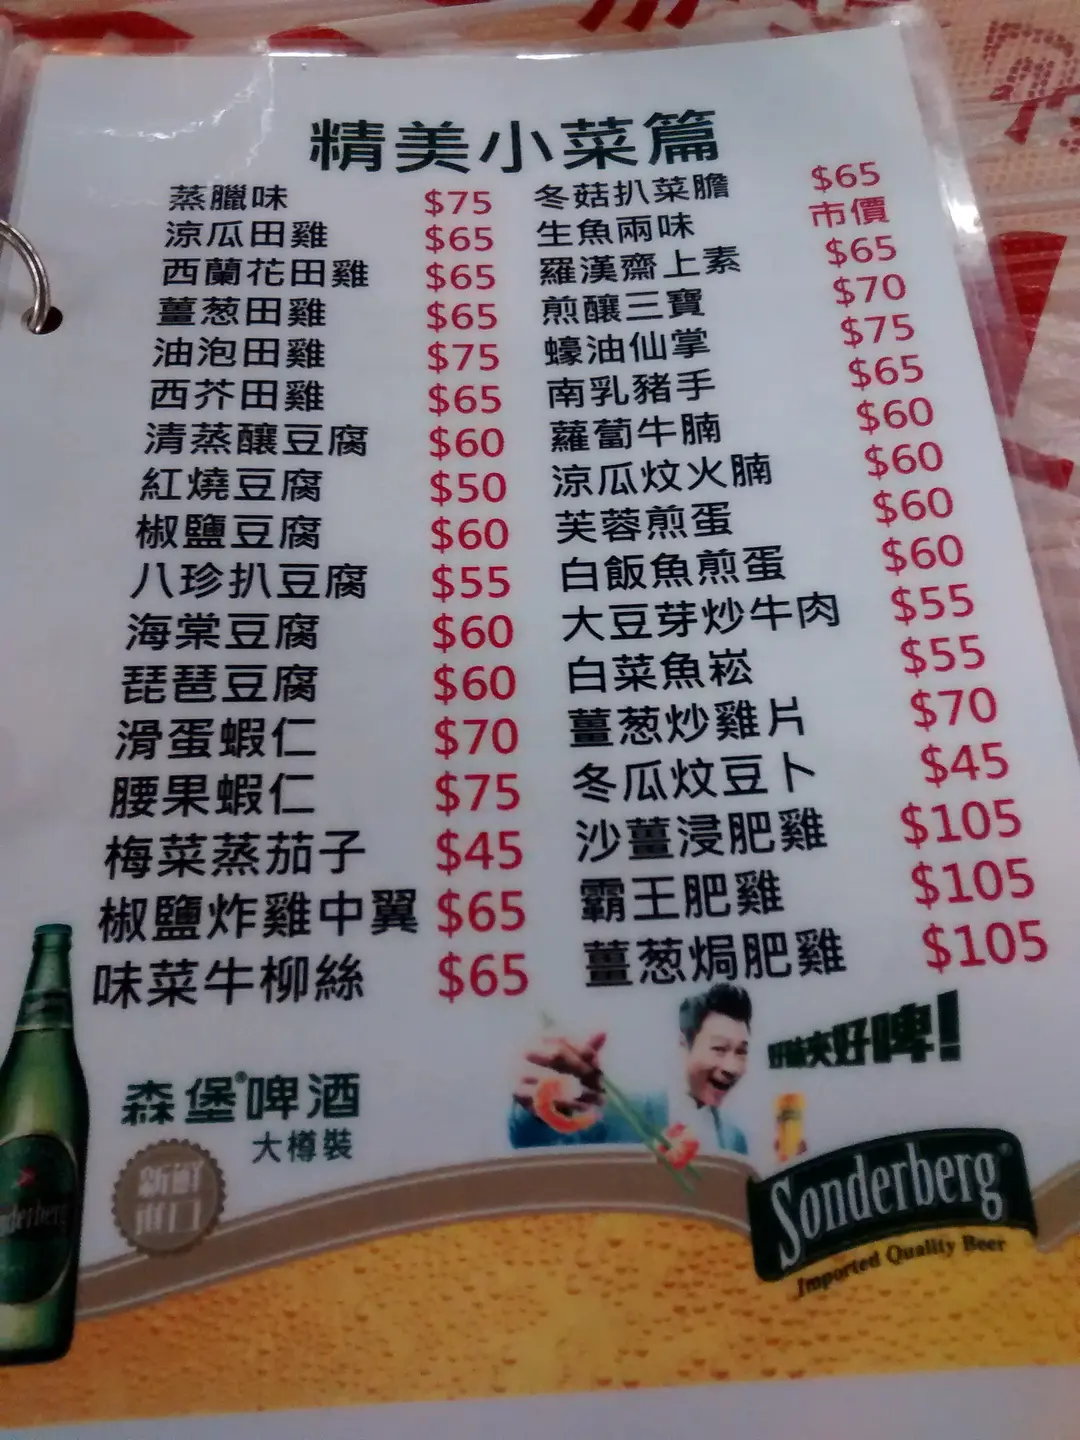 精美小菜篇
蒸臘味 $75
涼瓜田雞 $65
西蘭花田雞 $65
薑葱田雞 $65
油泡田雞 $75
西芥田雞 $65
清蒸釀豆腐 $60
紅燒豆腐 $50
椒鹽豆腐 $60
八珍扒豆腐 $55
海棠豆腐 $60
琵琶豆腐 $60
滑蛋蝦仁 $70
腰果蝦仁 $75
梅菜蒸茄子 $45
椒鹽炸雞中翼 $65
味菜牛柳絲 $65
冬菇扒菜膽 $65
生魚兩味 市價
羅漢齋上素 $65
煎釀三寶 $70
蠔油仙掌 $75
南乳豬手 $65
蘿蔔牛腩 $60
涼瓜炆火腩 $60
芙蓉煎蛋 $60
白飯魚煎蛋 $60
大豆芽炒牛肉 $55
白菜魚崧 $55
薑葱炒雞片 $70
冬瓜炆豆卜 $45
沙薑浸肥雞 $105
霸王肥雞 $105
薑葱焗肥雞 $105
森堡®啤酒
大樽裝
好味夾好啤!
Sonderberg®
Imported Quality Beer